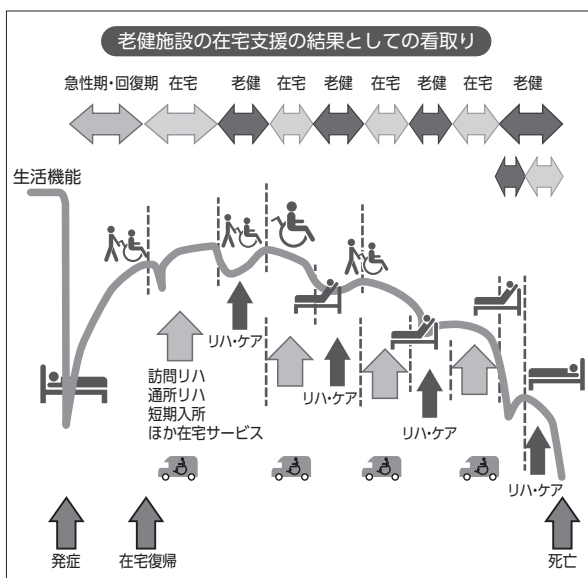 老健施設の在宅支援の結果としての看取り
急性期・回復期 在宅 老健 在宅 老健 在宅 老健 在宅 老健
生活機能
リハ・ケア
訪問リハ
通所リハ
短期入所
ほか在宅サービス
リハ・ケア
リハ・ケア
リハ・ケア
発症 在宅復帰 死亡